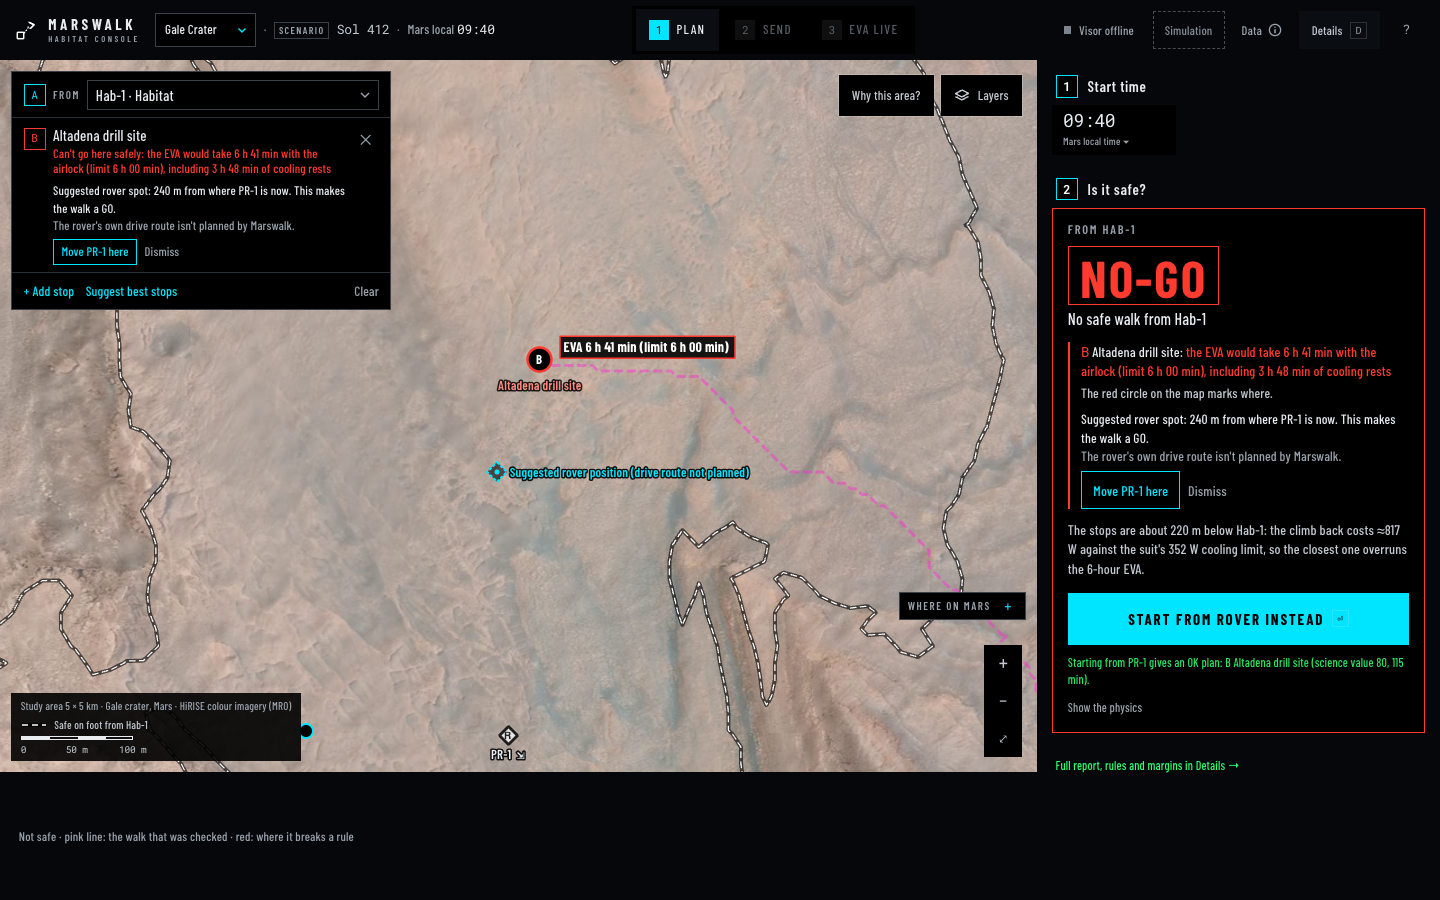 MARSWALK
HABITAT CONSOLE
Gale Crater
· SCENARIO Sol 412 · Mars local 09:40
1 PLAN
2 SEND
3 EVA LIVE
Visor offline
Simulation
Data
Details D
?
A FROM Hab-1 · Habitat
B Altadena drill site
Can't go here safely: the EVA would take 6 h 41 min with the
airlock (limit 6 h 00 min), including 3 h 48 min of cooling rests
Suggested rover spot: 240 m from where PR-1 is now. This makes
the walk a GO.
The rover's own drive route isn't planned by Marswalk.
Move PR-1 here Dismiss
+ Add stop Suggest best stops Clear
Why this area?
Layers
B EVA 6 h 41 min (limit 6 h 00 min)
Altadena drill site
Suggested rover position (drive route not planned)
WHERE ON MARS +
+
−
⤢
Study area 5 × 5 km · Gale crater, Mars · HiRISE colour imagery (MRO)
Safe on foot from Hab-1
0 50 m 100 m
R
PR-1 ⇲
1 Start time
09:40
Mars local time
2 Is it safe?
FROM HAB-1
NO-GO
No safe walk from Hab-1
B Altadena drill site: the EVA would take 6 h 41 min with the
airlock (limit 6 h 00 min), including 3 h 48 min of cooling rests
The red circle on the map marks where.
Suggested rover spot: 240 m from where PR-1 is now. This makes
the walk a GO.
The rover's own drive route isn't planned by Marswalk.
Move PR-1 here Dismiss
The stops are about 220 m below Hab-1: the climb back costs ≈817
W against the suit's 352 W cooling limit, so the closest one overruns
the 6-hour EVA.
START FROM ROVER INSTEAD ⏎
Starting from PR-1 gives an OK plan: B Altadena drill site (science value 80, 115
min).
Show the physics
Full report, rules and margins in Details →
Not safe · pink line: the walk that was checked · red: where it breaks a rule